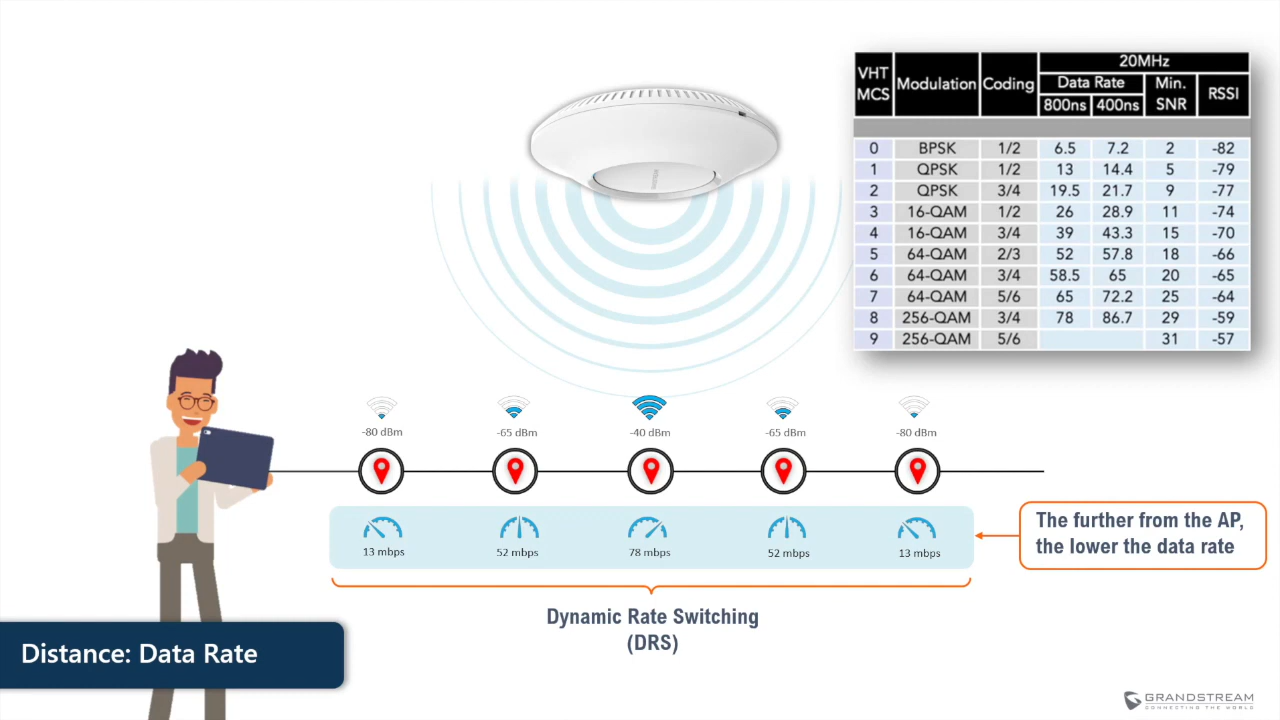 20MHz
VHT MCS Modulation Coding Data Rate Min. SNR RSSI
800ns 400ns
0 BPSK 1/2 6.5 7.2 2 -82
1 QPSK 1/2 13 14.4 5 -79
2 QPSK 3/4 19.5 21.7 9 -77
3 16-QAM 1/2 26 28.9 11 -74
4 16-QAM 3/4 39 43.3 15 -70
5 64-QAM 2/3 52 57.8 18 -66
6 64-QAM 3/4 58.5 65 20 -65
7 64-QAM 5/6 65 72.2 25 -64
8 256-QAM 3/4 78 86.7 29 -59
9 256-QAM 5/6 31 -57
-80 dBm -65 dBm -40 dBm -65 dBm -80 dBm
13 mbps 52 mbps 78 mbps 52 mbps 13 mbps
The further from the AP,
the lower the data rate
Dynamic Rate Switching
(DRS)
Distance: Data Rate
GRANDSTREAM
CONNECTING THE WORLD